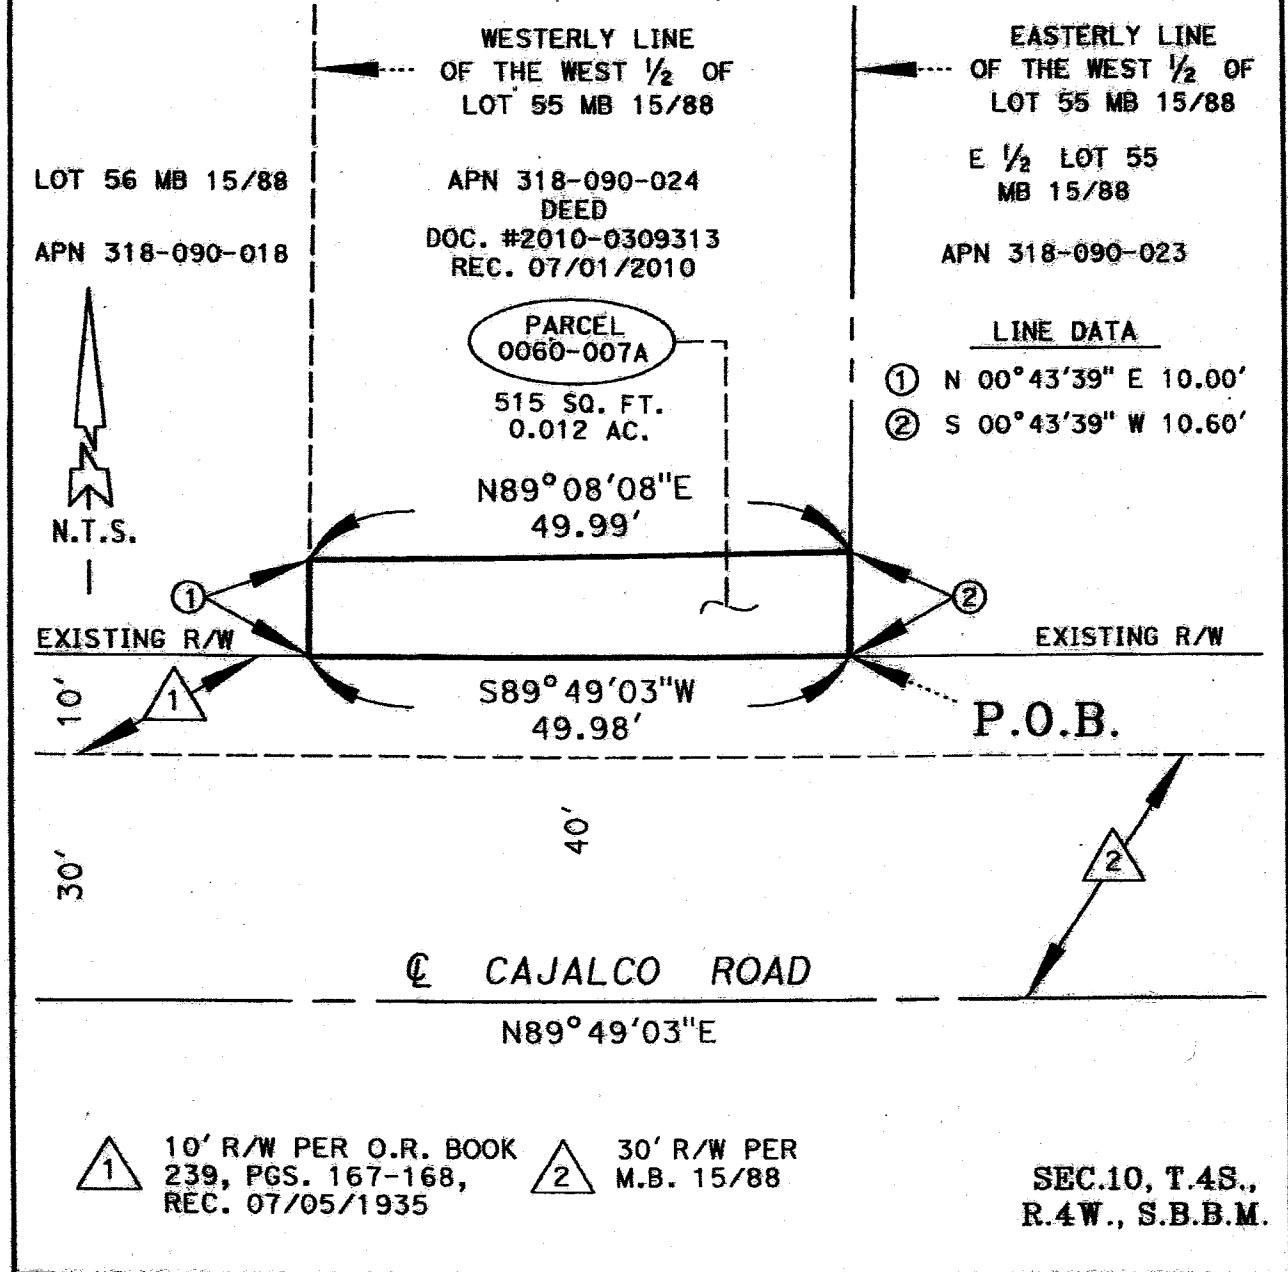 WESTERLY LINE
OF THE WEST 1/2 OF
LOT 55 MB 15/88
EASTERLY LINE
OF THE WEST 1/2 OF
LOT 55 MB 15/88
E 1/2 LOT 55
MB 15/88
LOT 56 MB 15/88
APN 318-090-024
DEED
DOC. #2010-0309313
REC. 07/01/2010
APN 318-090-018
APN 318-090-023
PARCEL
0060-007A
515 SQ. FT.
0.012 AC.
LINE DATA
① N 00°43'39" E 10.00'
② S 00°43'39" W 10.60'
N.T.S.
N89°08'08"E
49.99'
1
2
EXISTING R/W
EXISTING R/W
10'
1
S89°49'03"W
49.98'
P.O.B.
30'
40'
2
℄ CAJALCO ROAD
N89°49'03"E
1 10' R/W PER O.R. BOOK
239, PGS. 167-168,
REC. 07/05/1935
2 30' R/W PER
M.B. 15/88
SEC.10, T.4S.,
R.4W., S.B.B.M.